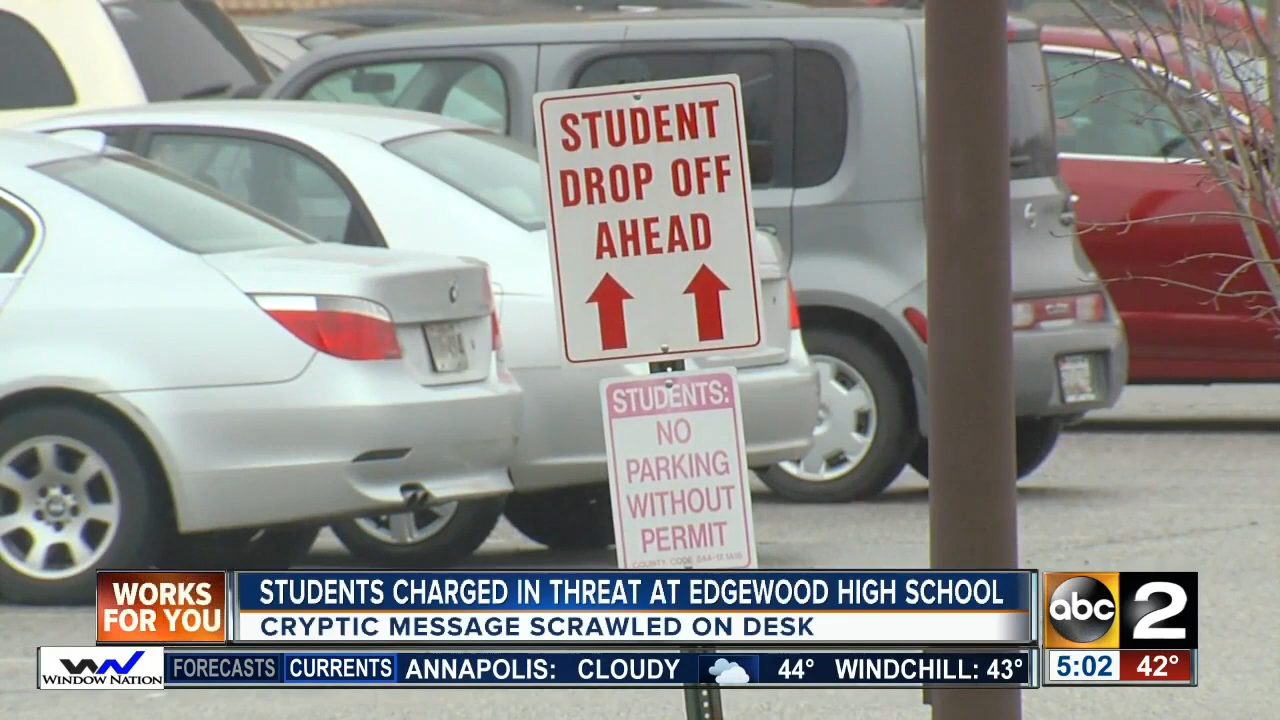 STUDENT
DROP OFF
AHEAD
STUDENTS:
NO
PARKING
WITHOUT
PERMIT
WORKS
FOR YOU
STUDENTS CHARGED IN THREAT AT EDGEWOOD HIGH SCHOOL
CRYPTIC MESSAGE SCRAWLED ON DESK
abc 2
WINDOW NATION
FORECASTS CURRENTS ANNAPOLIS: CLOUDY 44° WINDCHILL: 43°
5:02 42°